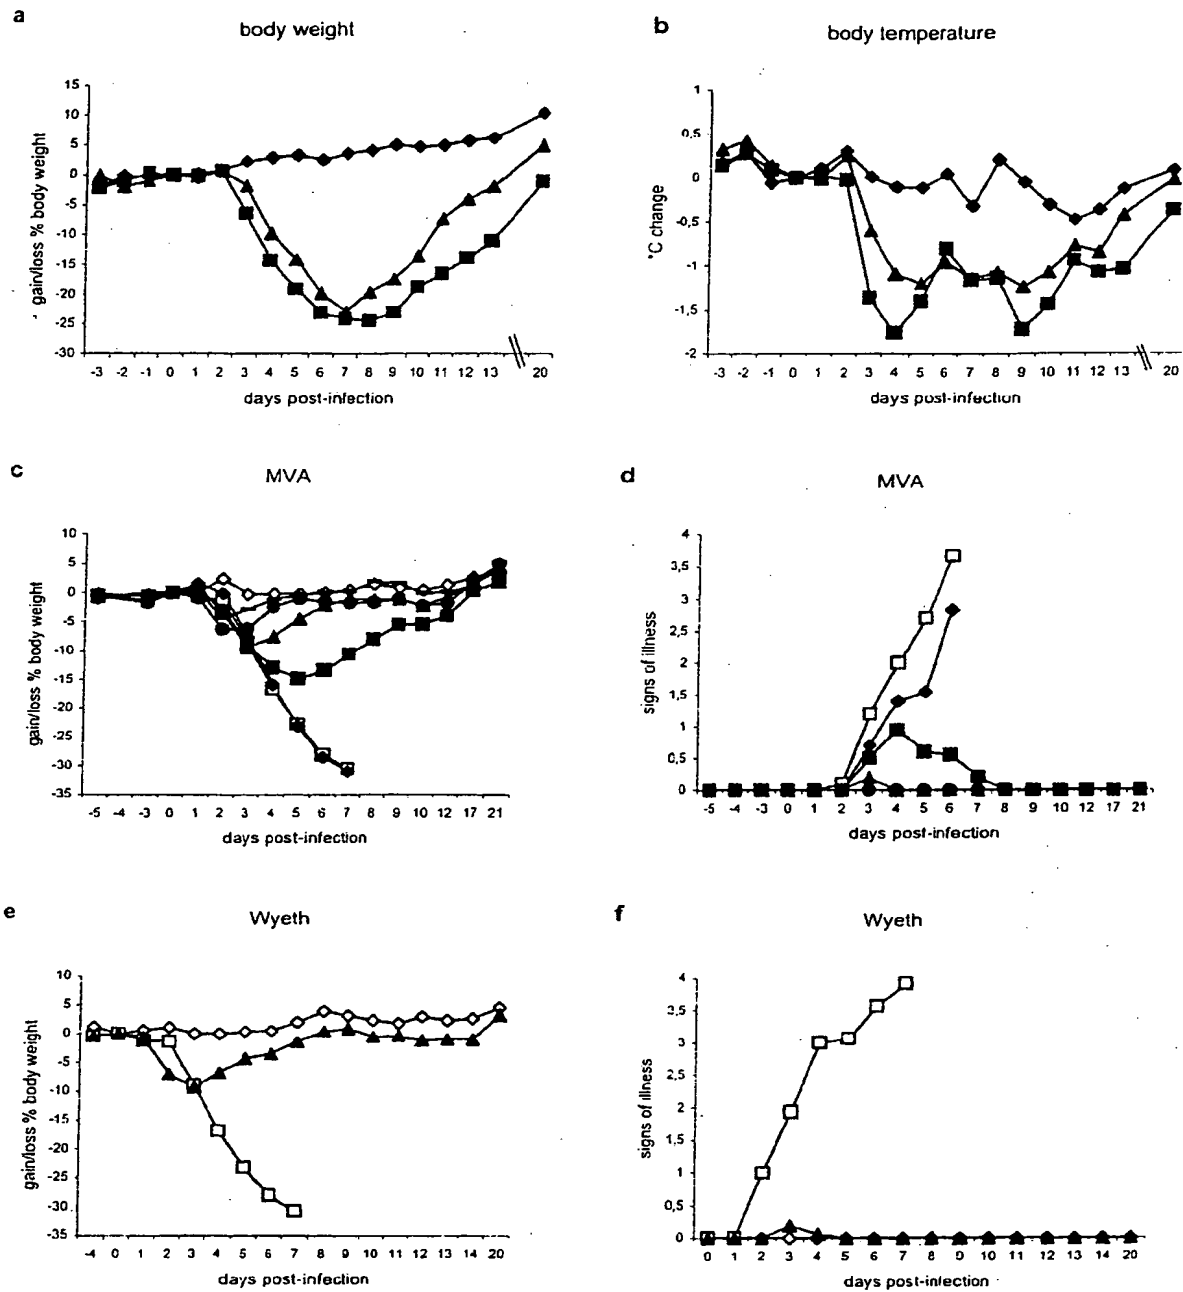 a
body weight
gain/loss % body weight
15
10
5
0
-5
-10
-15
-20
-25
-30
-3 -2 -1 0 1 2 3 4 5 6 7 8 9 10 11 12 13 20
days post-infection
b
body temperature
°C change
1
0,5
0
-0,5
-1
-1,5
-2
-3 -2 -1 0 1 2 3 4 5 6 7 8 9 10 11 12 13 20
days post-infection
c
MVA
gain/loss % body weight
10
5
0
-5
-10
-15
-20
-25
-30
-35
-5 -4 -3 0 1 2 3 4 5 6 7 8 9 10 12 17 21
days post-infection
d
MVA
signs of illness
4
3,5
3
2,5
2
1,5
1
0,5
0
-5 -4 -3 0 1 2 3 4 5 6 7 8 9 10 12 17 21
days post-infection
e
Wyeth
gain/loss % body weight
10
5
0
-5
-10
-15
-20
-25
-30
-35
-4 0 1 2 3 4 5 6 7 8 9 10 11 12 13 14 20
days post-infection
f
Wyeth
signs of illness
4
3,5
3
2,5
2
1,5
1
0,5
0
0 1 2 3 4 5 6 7 8 9 10 11 12 13 14 20
days post-infection